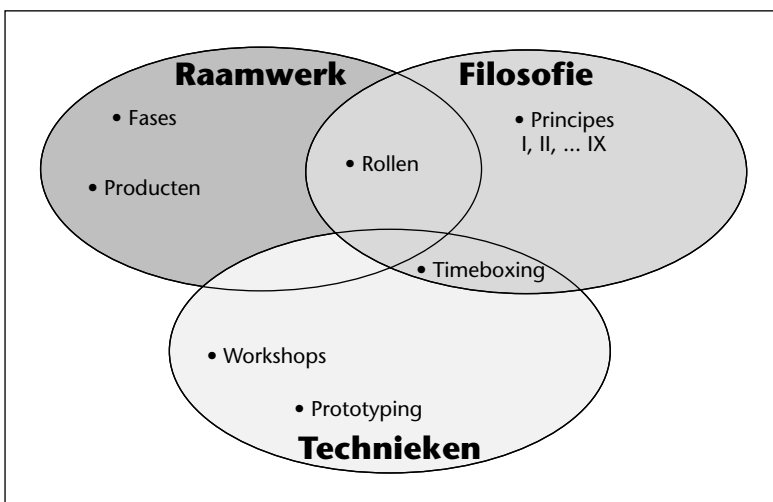 Raamwerk
Filosofie
• Fases
• Principes
I, II, ... IX
• Rollen
• Producten
• Timeboxing
• Workshops
• Prototyping
Technieken